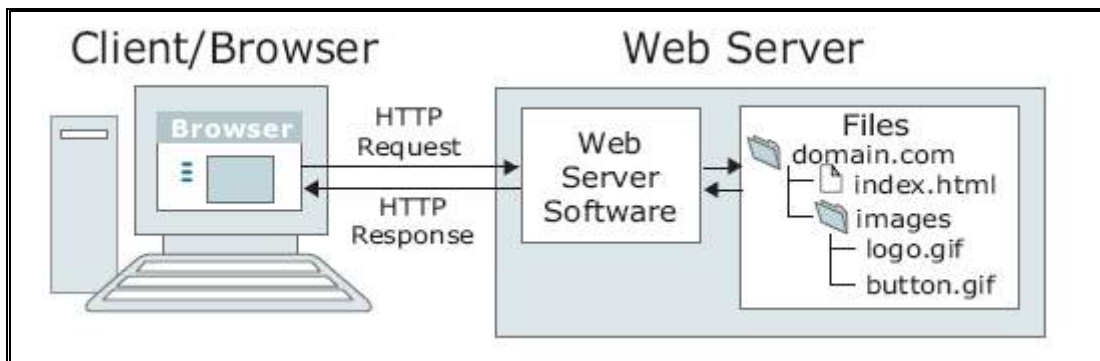 Client/Browser
Web Server
Browser
HTTP
Request
HTTP
Response
Web
Server
Software
Files
domain.com
index.html
images
logo.gif
button.gif